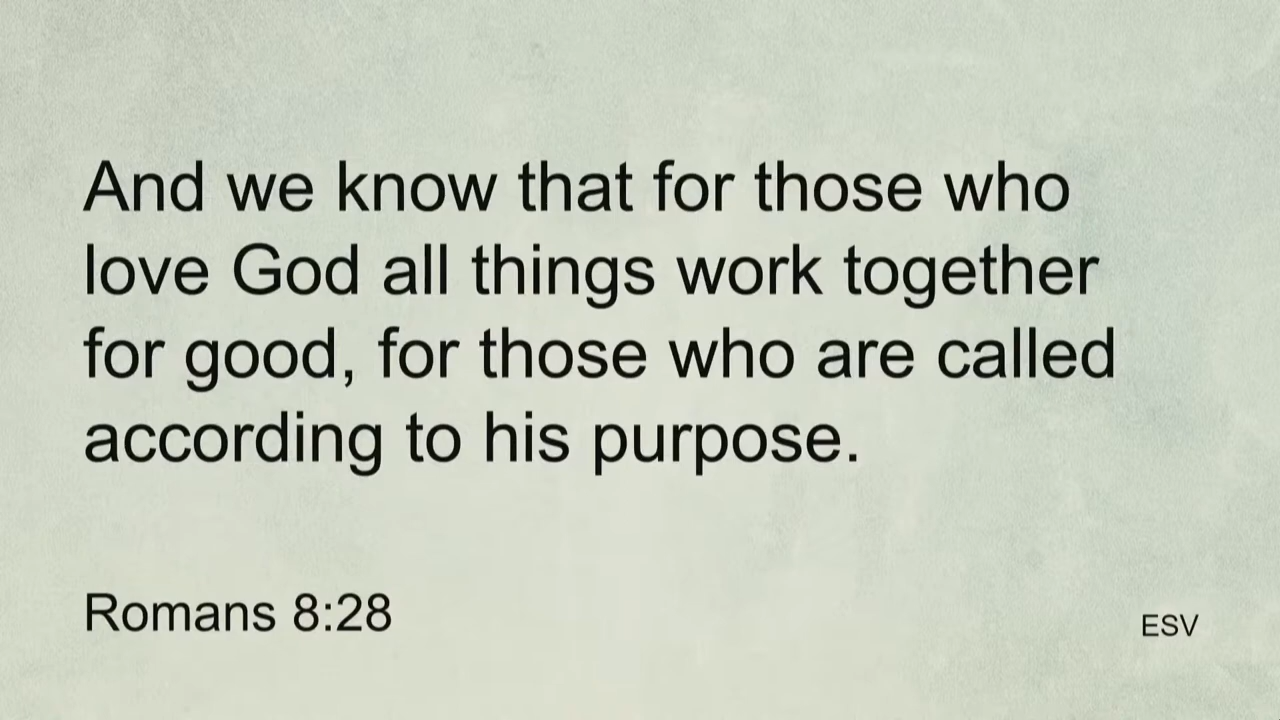 And we know that for those who
love God all things work together
for good, for those who are called
according to his purpose.
Romans 8:28
ESV